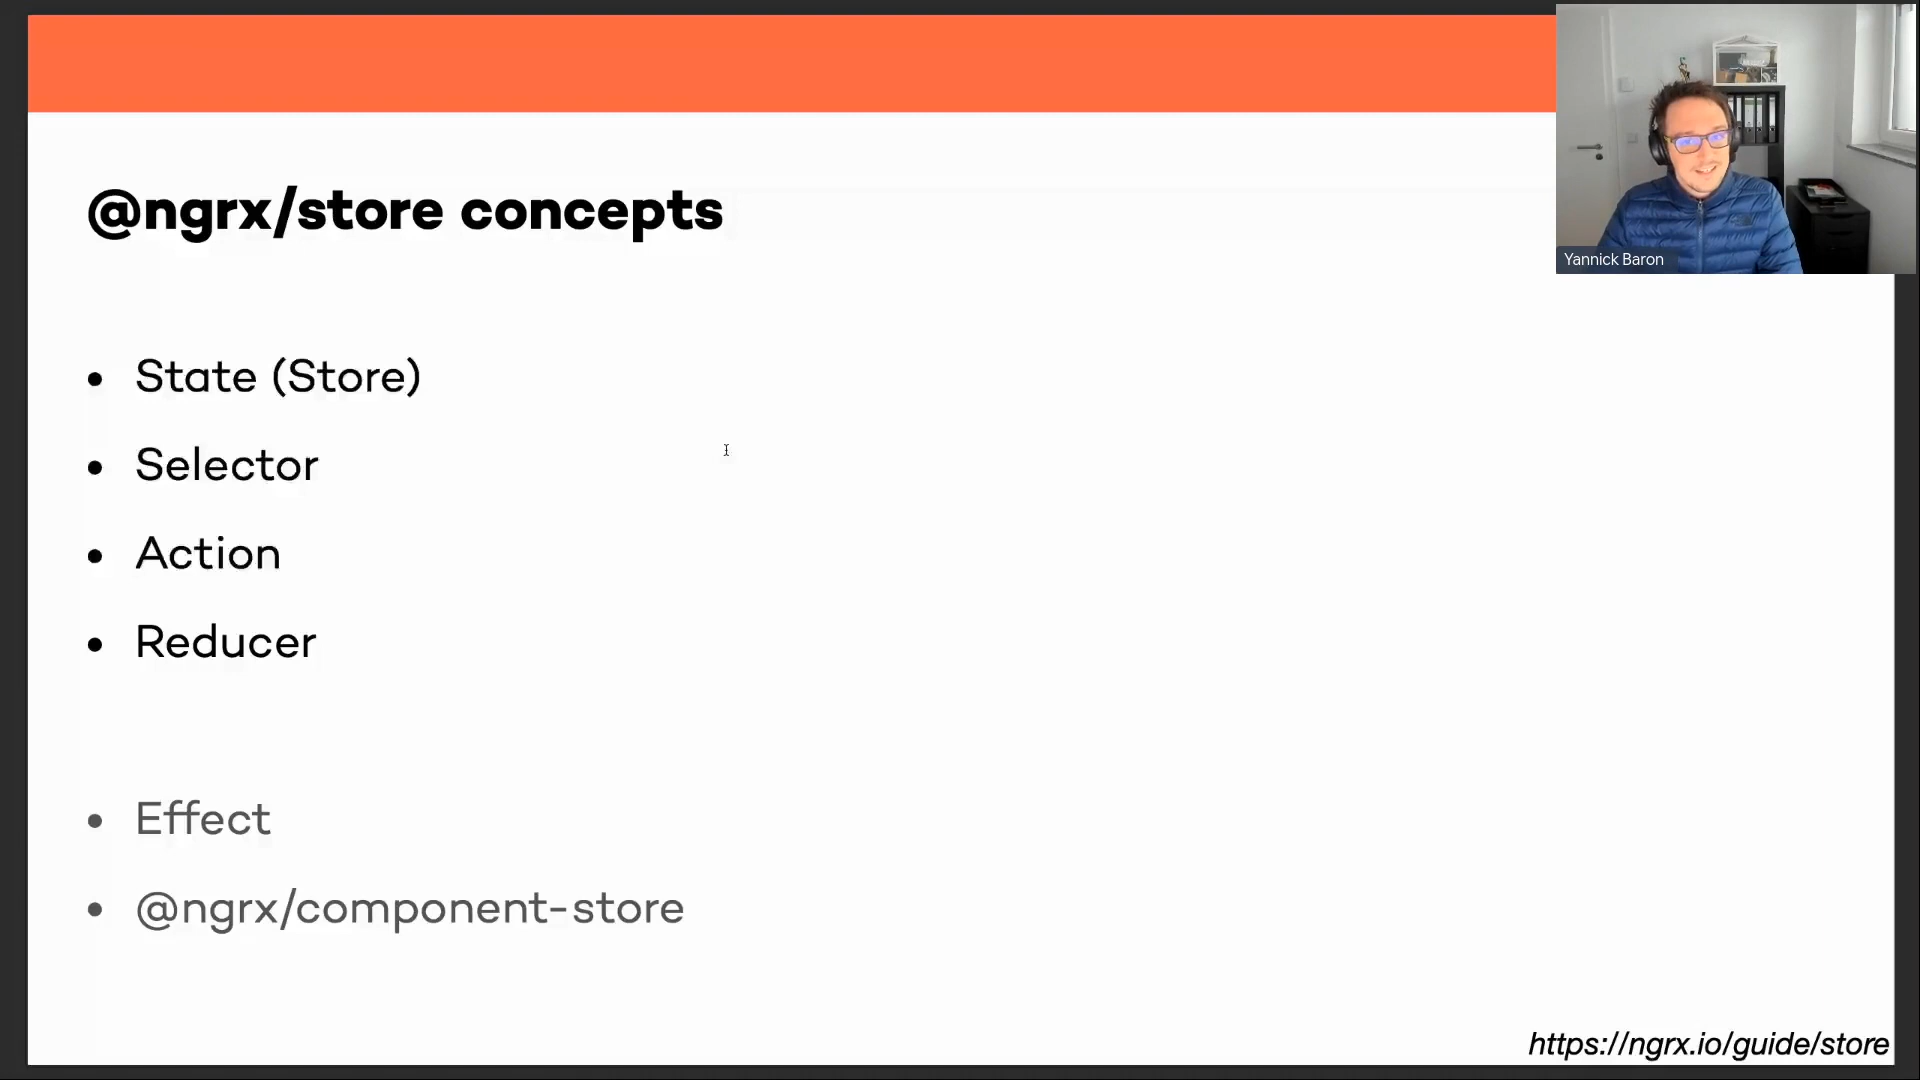 @ngrx/store concepts
Yannick Baron
• State (Store)
• Selector
• Action
• Reducer
• Effect
• @ngrx/component-store
https://ngrx.io/guide/store